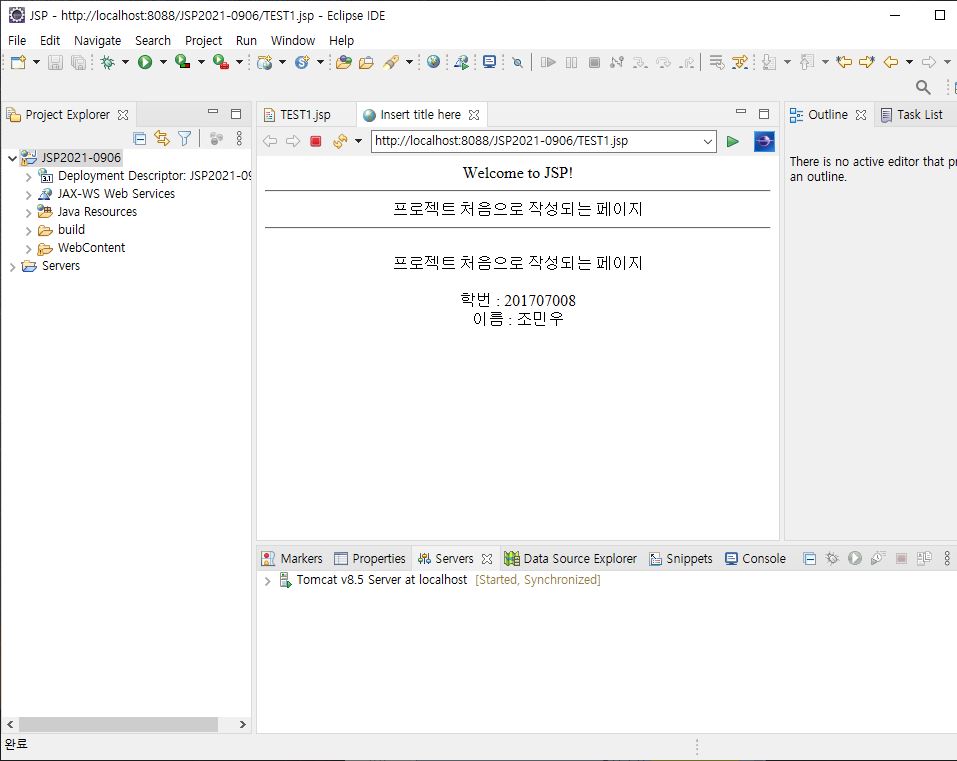 JSP - http://localhost:8088/JSP2021-0906/TEST1.jsp - Eclipse IDE
File Edit Navigate Search Project Run Window Help
Project Explorer
JSP2021-0906
Deployment Descriptor: JSP2021-09
JAX-WS Web Services
Java Resources
build
WebContent
Servers
TEST1.jsp Insert title here
http://localhost:8088/JSP2021-0906/TEST1.jsp
Welcome to JSP!
프로젝트 처음으로 작성되는 페이지
프로젝트 처음으로 작성되는 페이지
학번 : 201707008
이름 : 조민우
Outline Task List
There is no active editor that pr
an outline.
Markers Properties Servers Data Source Explorer Snippets Console
Tomcat v8.5 Server at localhost [Started, Synchronized]
완료